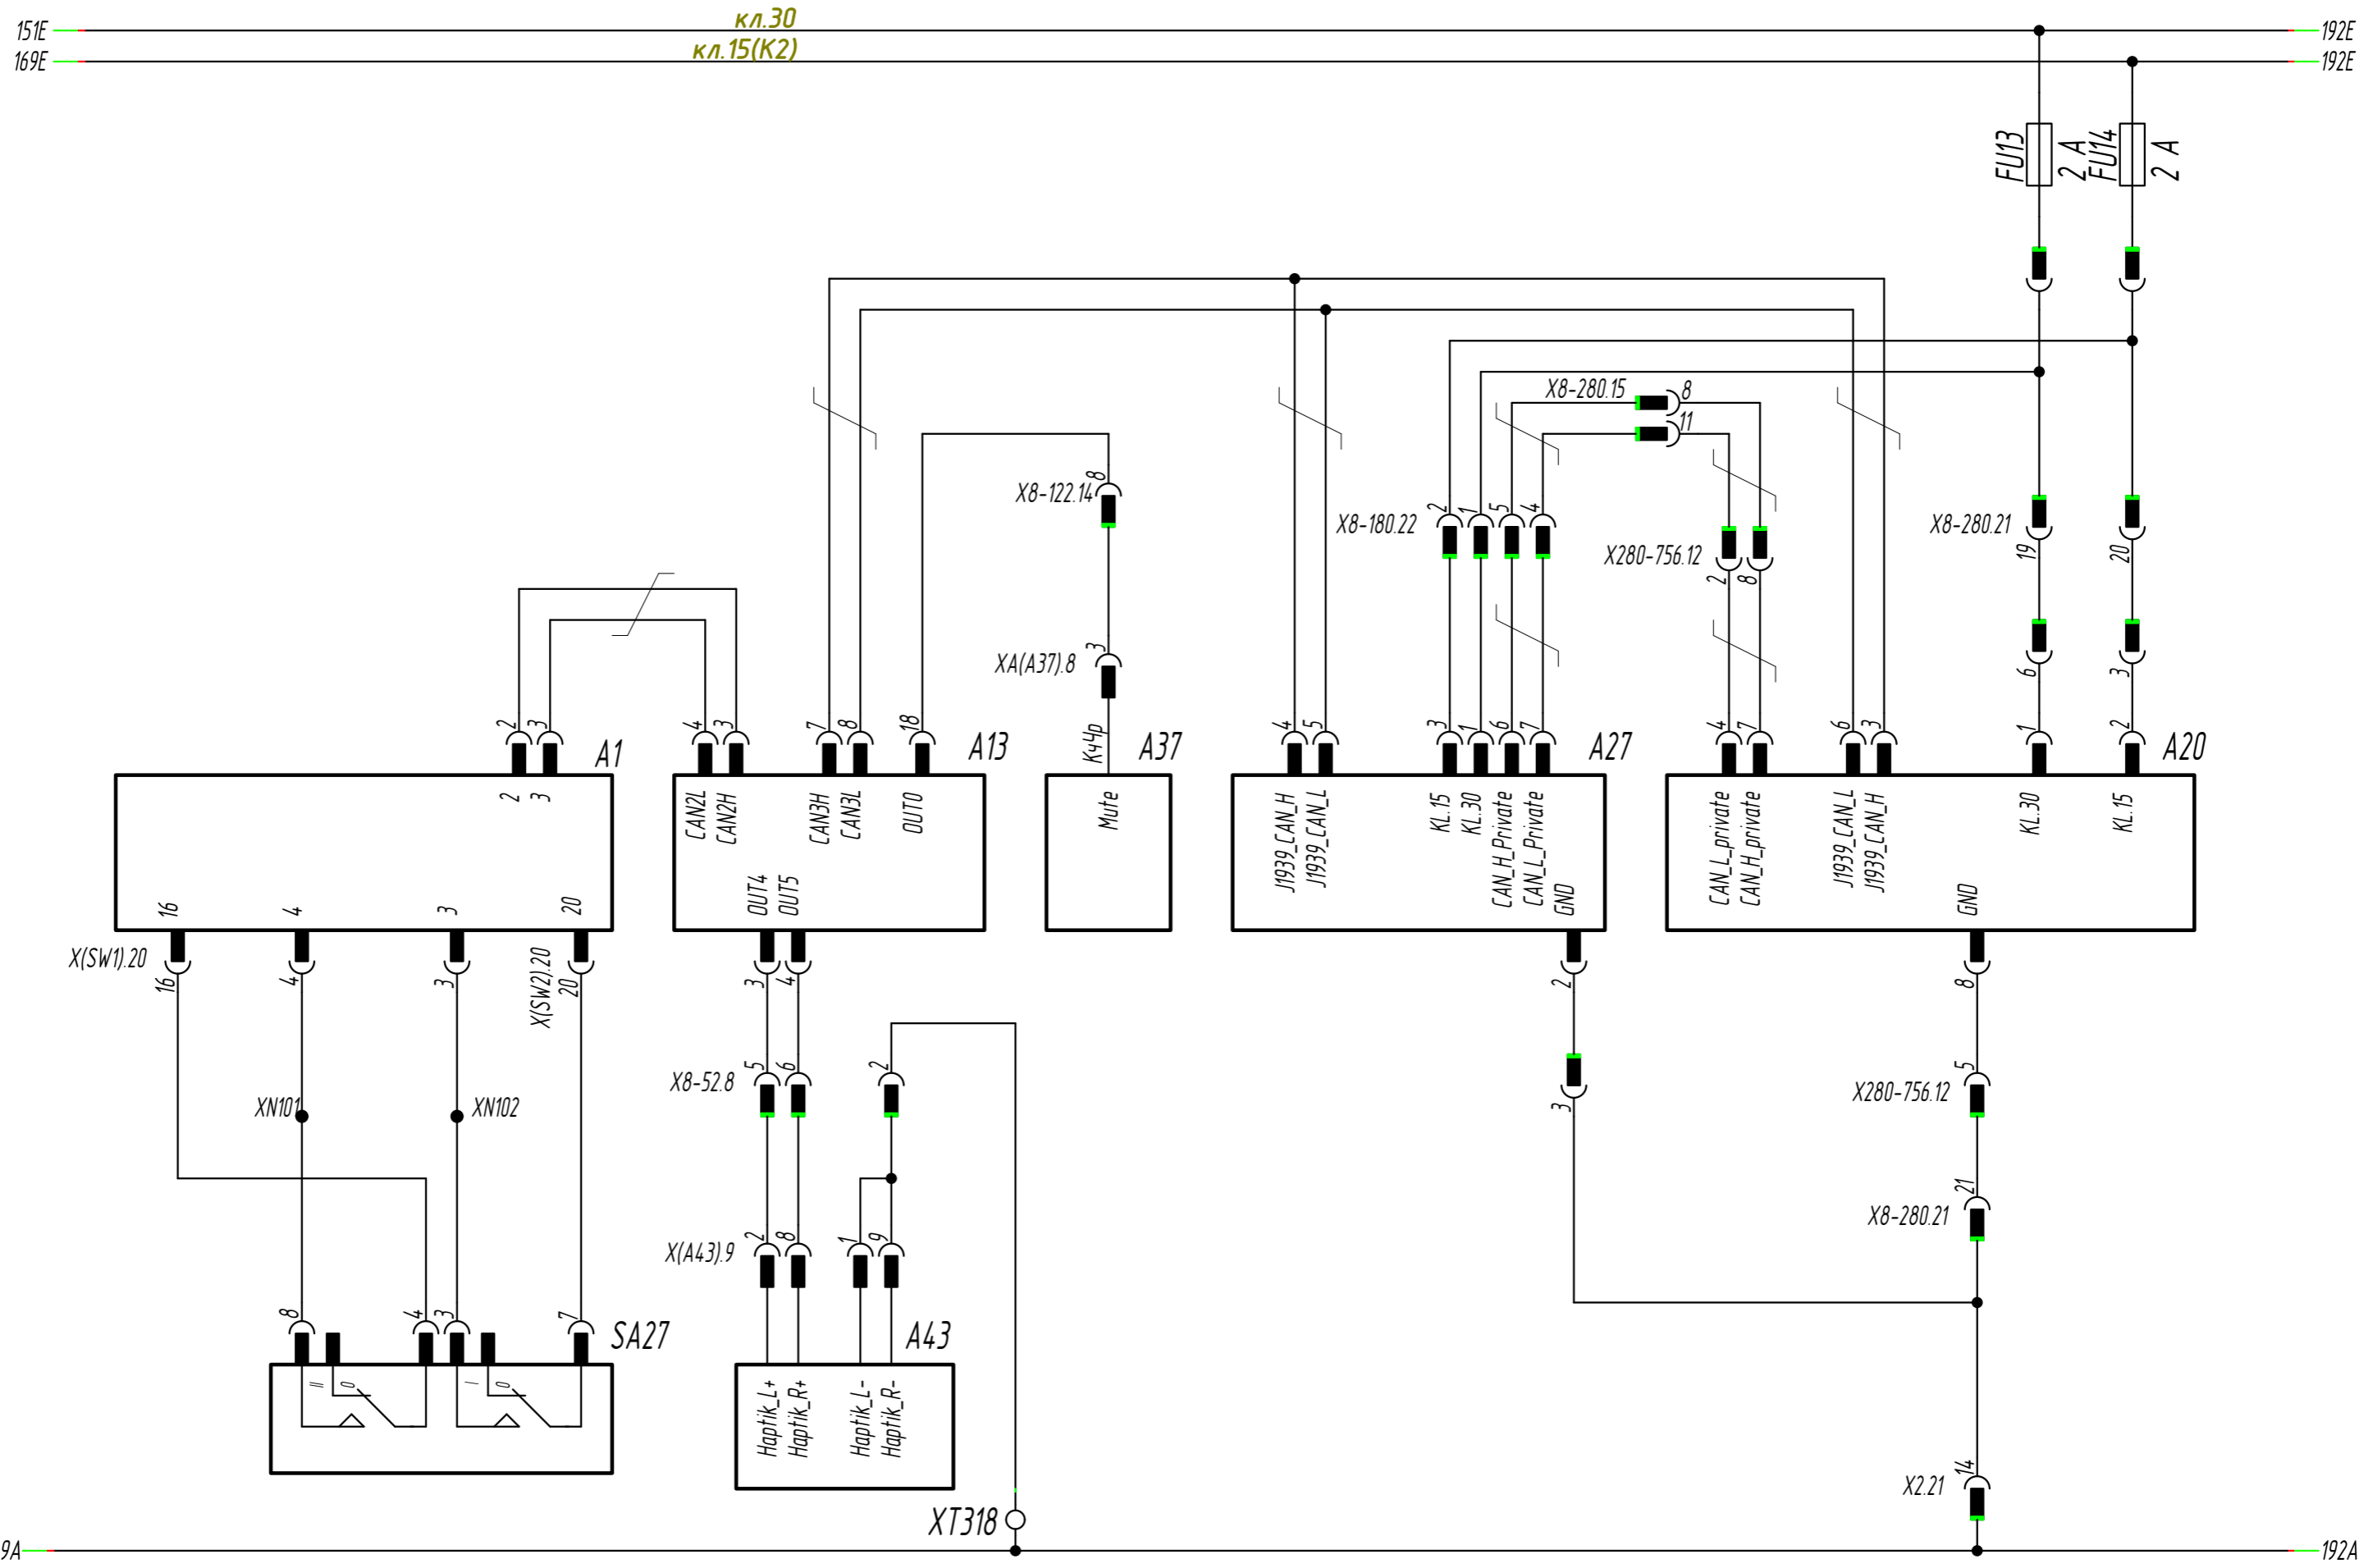 151E
кл.30
192E
169E
кл.15(К2)
192E
FU13
2 A
FU14
2 A
X8-280.15
8
11
X8-122.14
8
X8-180.22
2
1
5
4
X280-756.12
2
8
X8-280.21
19
20
XA(A37).8
3
6
3
2
3
A1
4
3
7
8
18
A13
КчЧр
A37
4
5
3
1
6
7
A27
4
7
6
3
1
2
A20
2
3
CAN2L
CAN2H
CAN3H
CAN3L
OUT0
Mute
J1939_CAN_H
J1939_CAN_L
KL.15
KL.30
CAN_H_Private
CAN_L_Private
GND
CAN_L_private
CAN_H_private
J1939_CAN_L
J1939_CAN_H
KL.30
KL.15
GND
16
4
3
20
OUT4
OUT5
X(SW1).20
16
4
3
X(SW2).20
20
3
4
2
8
X8-52.8
5
6
2
3
X280-756.12
5
XN101
XN102
X8-280.21
21
X(A43).9
2
8
1
9
8
4
3
7
SA27
A43
II
0
I
0
Haptik_L+
Haptik_R+
Haptik_L-
Haptik_R-
X2.21
14
XT318
9A
192A